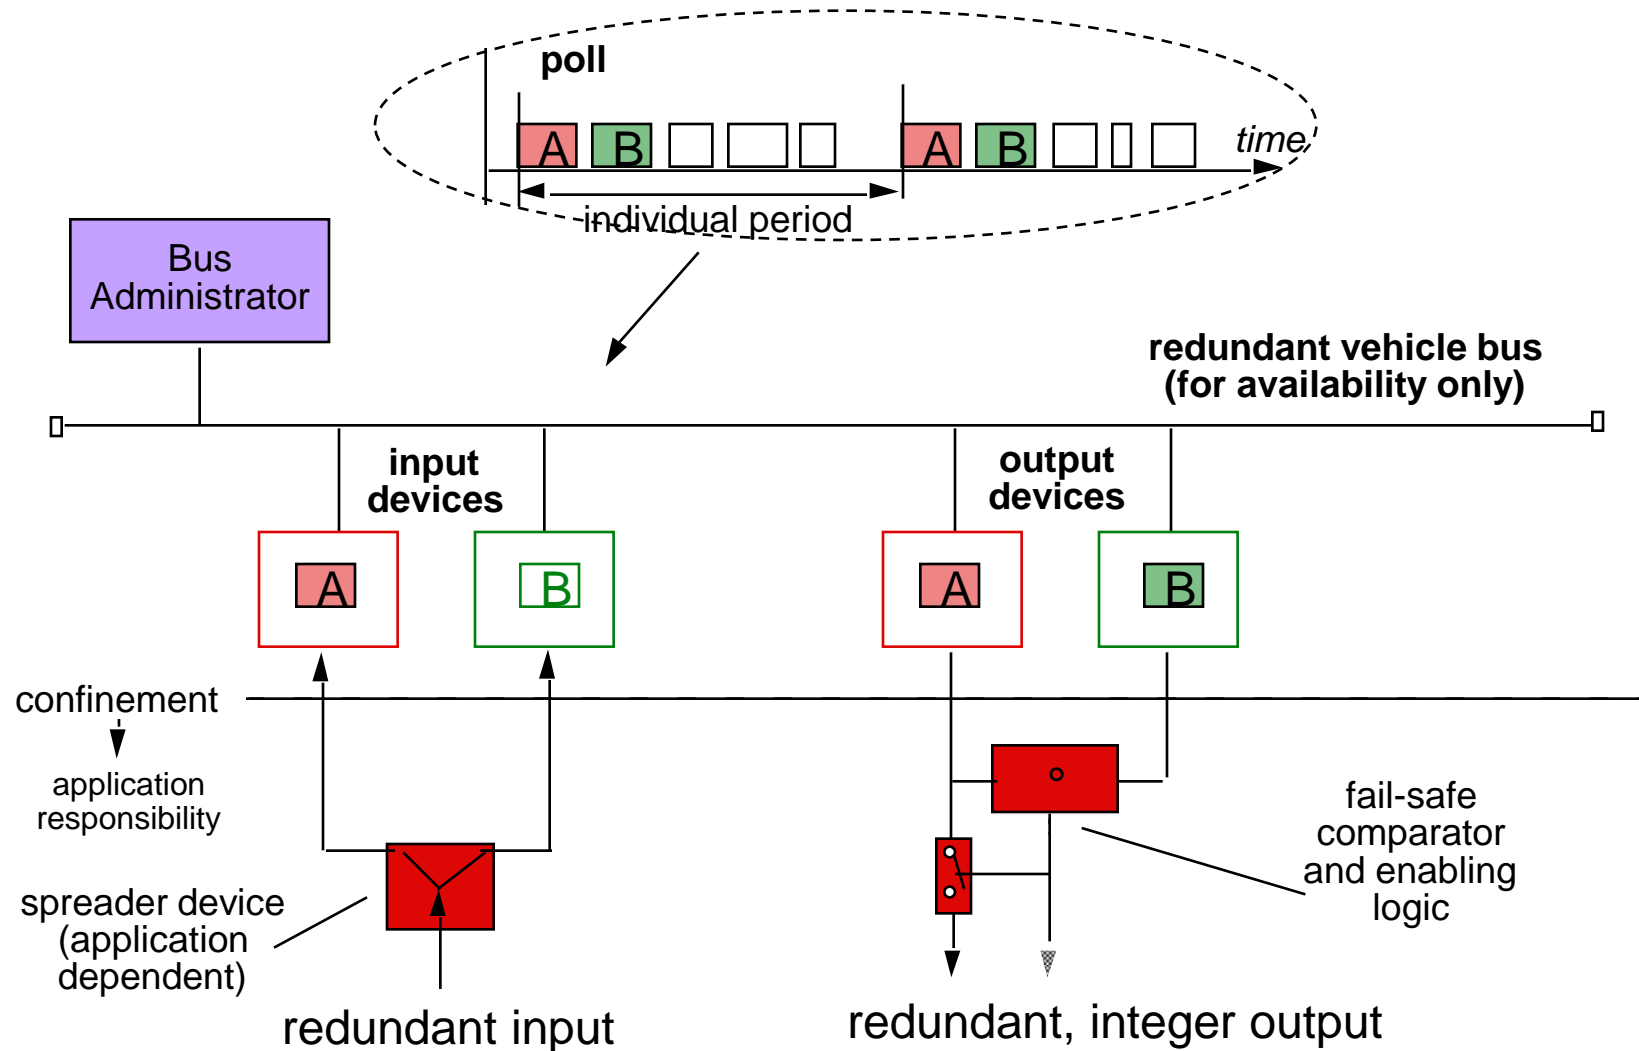 poll
A
B
A
B
time
individual period
Bus
Administrator
redundant vehicle bus
(for availability only)
input
devices
output
devices
A
B
A
B
confinement
application
responsibility
fail-safe
comparator
and enabling
logic
spreader device
(application
dependent)
redundant input
redundant, integer output